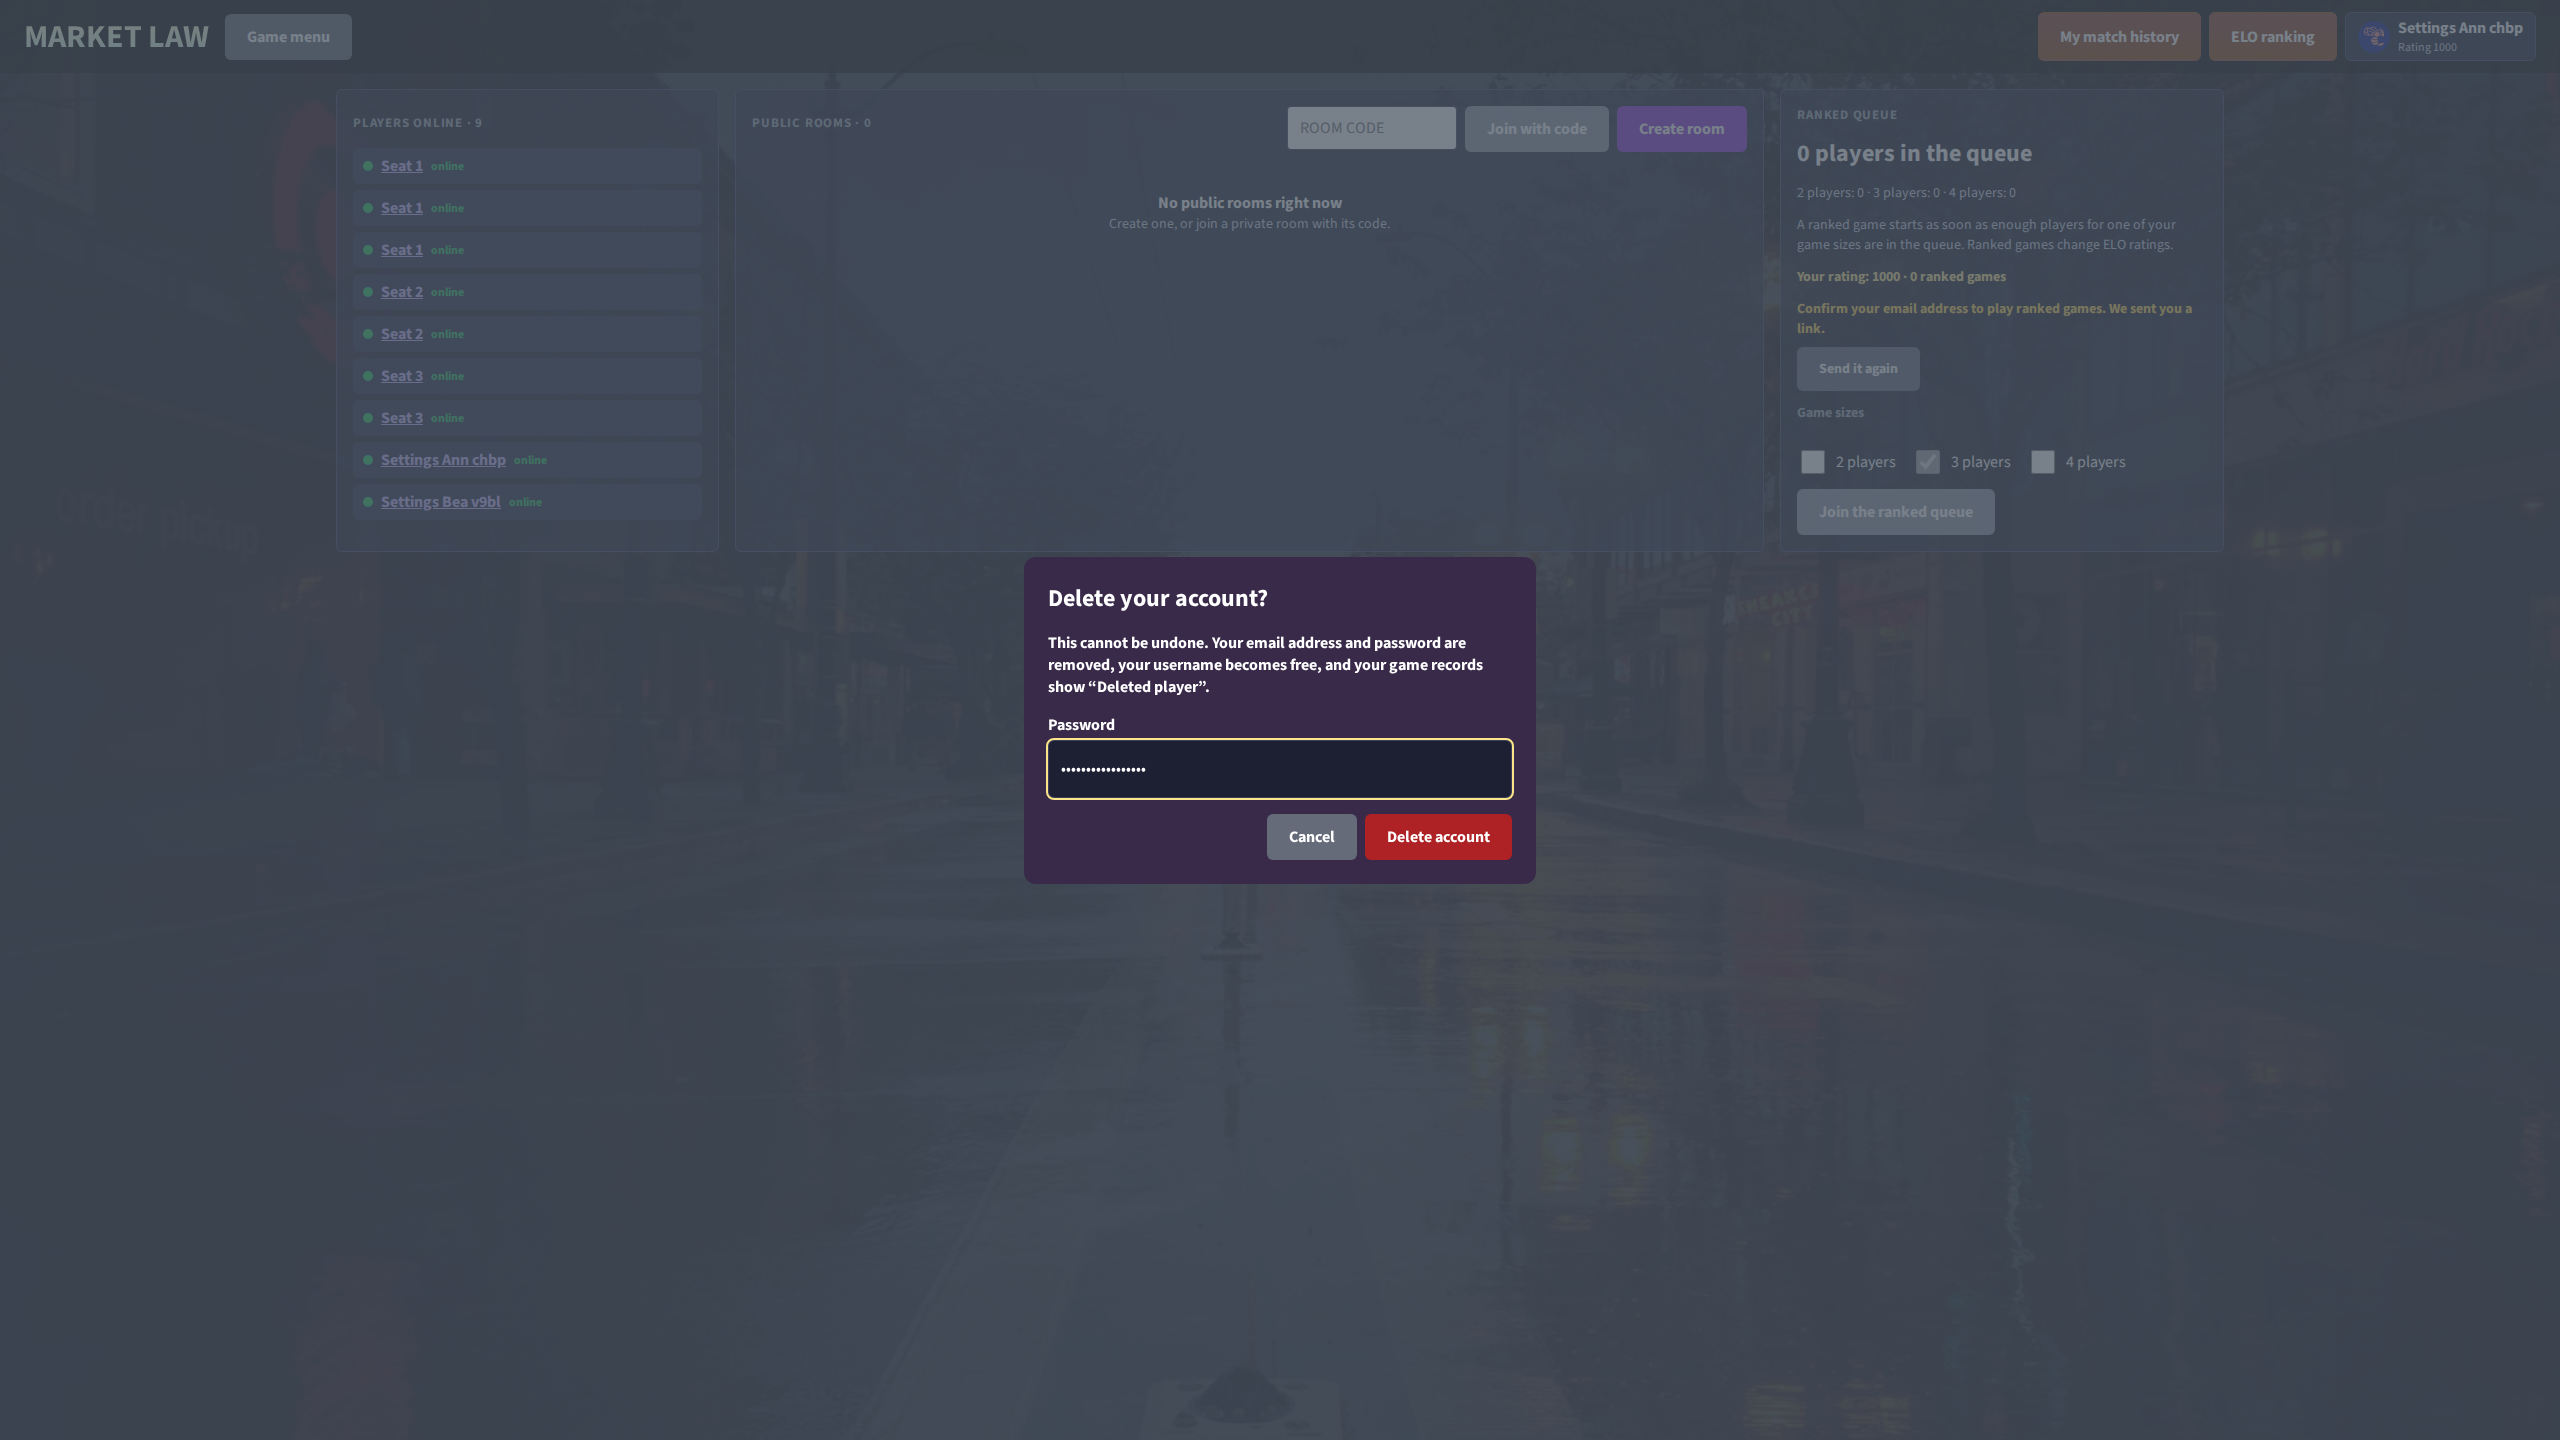 MARKET LAW
Game menu
My match history
ELO ranking
Settings Ann chbp
Rating 1000
PLAYERS ONLINE · 9
Seat 1 online
Seat 1 online
Seat 1 online
Seat 2 online
Seat 2 online
Seat 3 online
Seat 3 online
Settings Ann chbp online
Settings Bea v9bl online
PUBLIC ROOMS · 0
ROOM CODE
Join with code
Create room
No public rooms right now
Create one, or join a private room with its code.
RANKED QUEUE
0 players in the queue
2 players: 0 · 3 players: 0 · 4 players: 0
A ranked game starts as soon as enough players for one of your
game sizes are in the queue. Ranked games change ELO ratings.
Your rating: 1000 · 0 ranked games
Confirm your email address to play ranked games. We sent you a
link.
Send it again
Game sizes
2 players
3 players
4 players
Join the ranked queue
order pickup
SNEAKER
CITY
Delete your account?
This cannot be undone. Your email address and password are
removed, your username becomes free, and your game records
show “Deleted player”.
Password
•••••••••••••••••
Cancel
Delete account